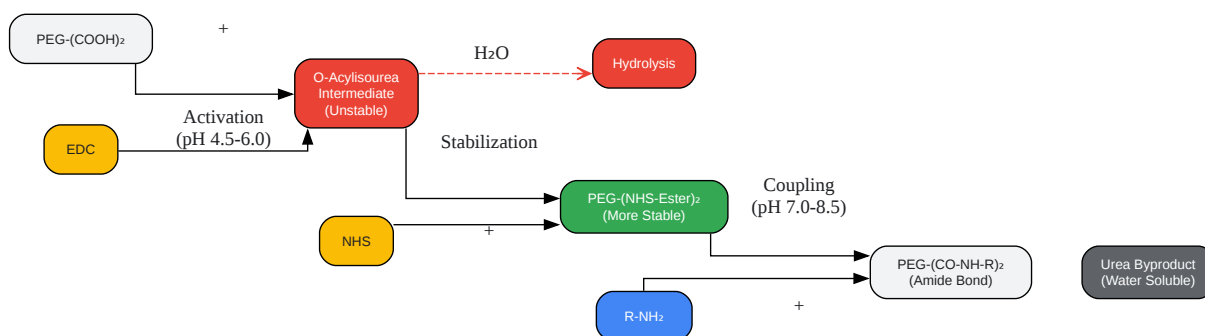 +
PEG-(COOH)₂
O-Acylisourea
Intermediate
(Unstable)
H₂O
Hydrolysis
Activation
(pH 4.5-6.0)
EDC
Stabilization
PEG-(NHS-Ester)₂
(More Stable)
Coupling
(pH 7.0-8.5)
NHS
+
PEG-(CO-NH-R)₂
(Amide Bond)
Urea Byproduct
(Water Soluble)
R-NH₂
+